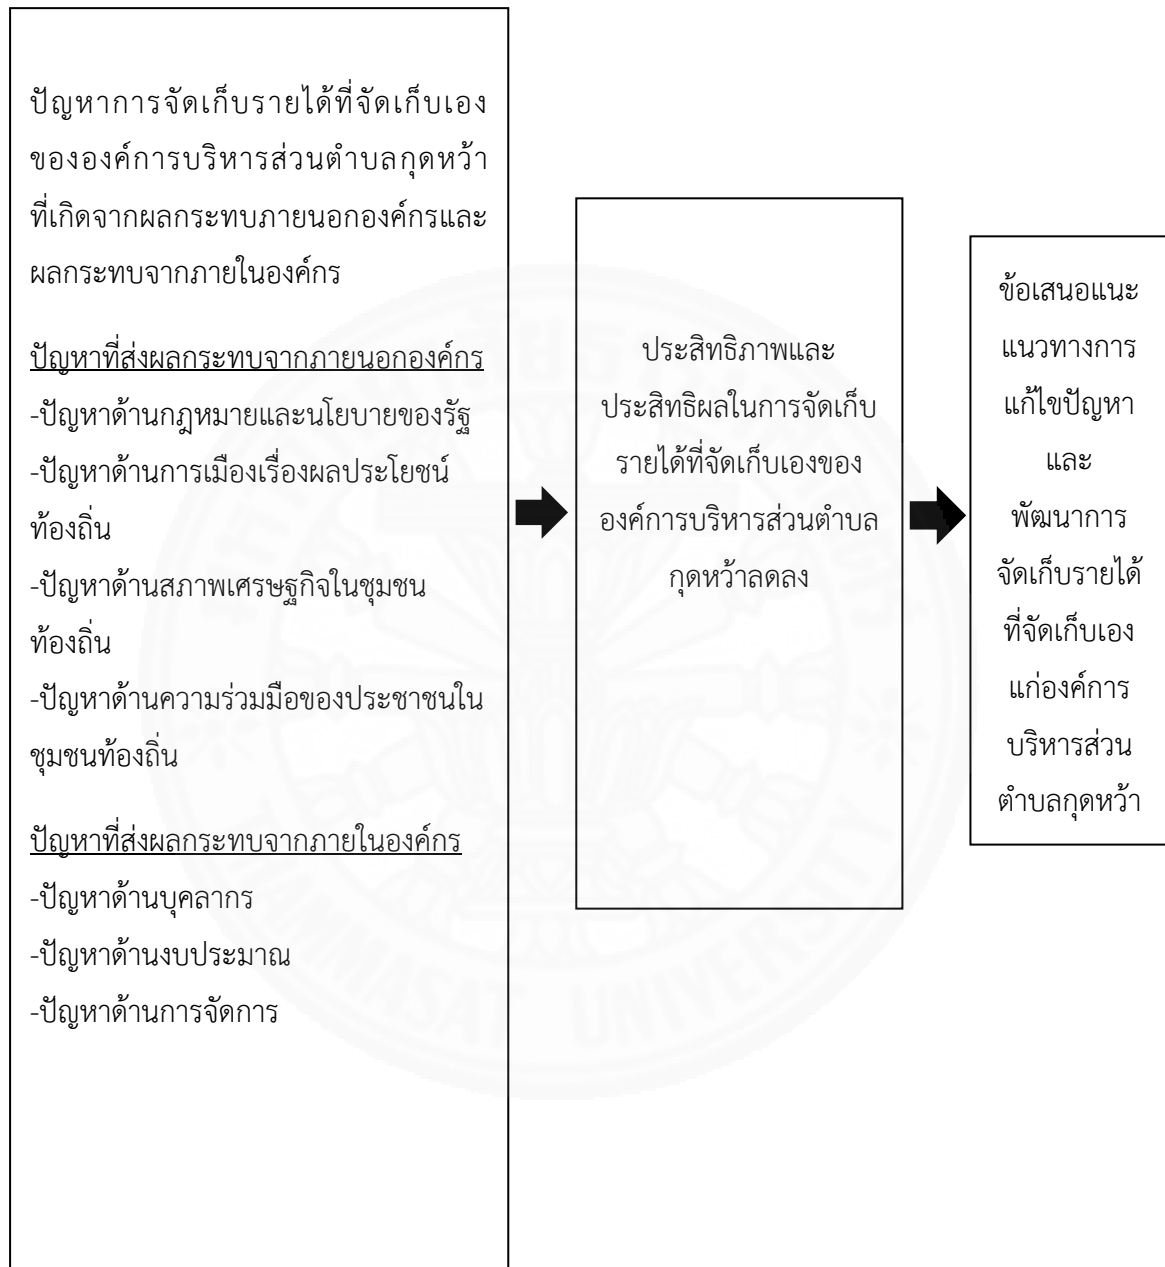 ปัญหาการจัดเก็บรายได้ที่จัดเก็บเอง
ขององค์การบริหารส่วนตำบลกุดหว้า
ที่เกิดจากผลกระทบภายนอกองค์กรและ
ผลกระทบจากภายในองค์กร
ปัญหาที่ส่งผลกระทบจากภายนอกองค์กร
-ปัญหาด้านกฎหมายและนโยบายของรัฐ
-ปัญหาด้านการเมืองเรื่องผลประโยชน์
ท้องถิ่น
-ปัญหาด้านสภาพเศรษฐกิจในชุมชน
ท้องถิ่น
-ปัญหาด้านความร่วมมือของประชาชนใน
ชุมชนท้องถิ่น
ปัญหาที่ส่งผลกระทบจากภายในองค์กร
-ปัญหาด้านบุคลากร
-ปัญหาด้านงบประมาณ
-ปัญหาด้านการจัดการ
ประสิทธิภาพและ
ประสิทธิผลในการจัดเก็บ
รายได้ที่จัดเก็บเองของ
องค์การบริหารส่วนตำบล
กุดหว้าลดลง
ข้อเสนอแนะ
แนวทางการ
แก้ไขปัญหา
และ
พัฒนาการ
จัดเก็บรายได้
ที่จัดเก็บเอง
แก่องค์การ
บริหารส่วน
ตำบลกุดหว้า
THAMMASAT UNIVERSITY